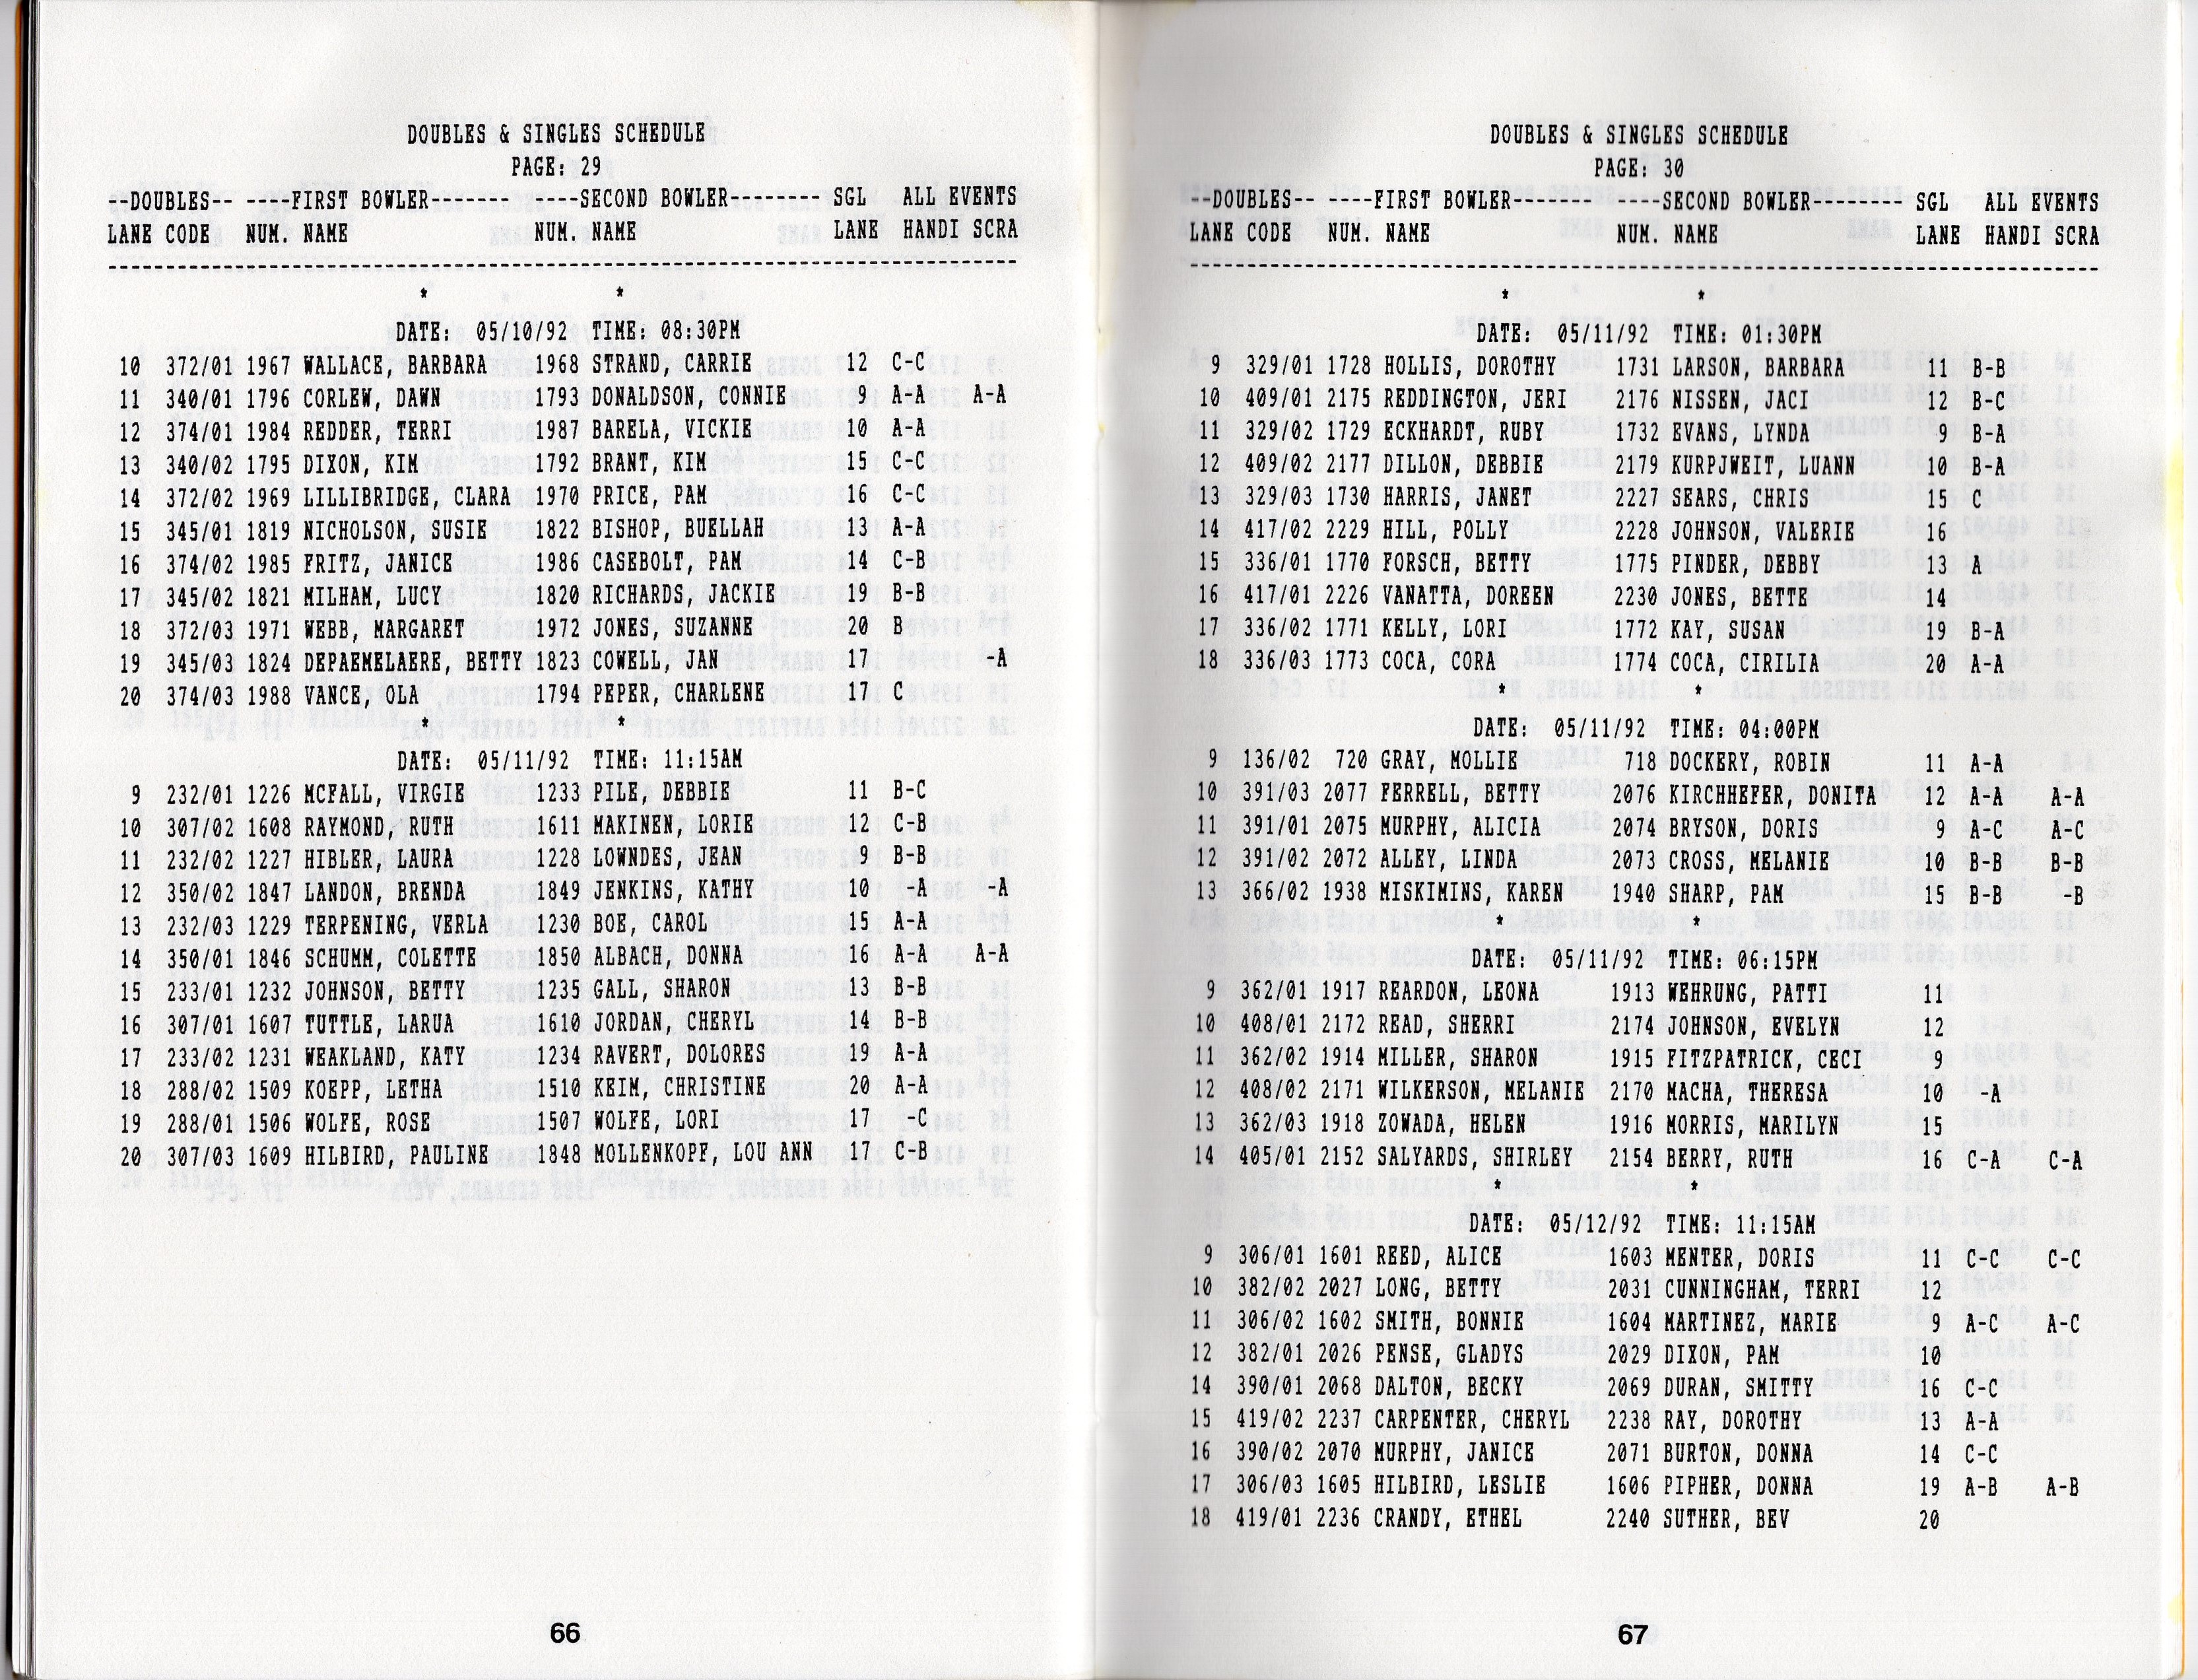 DOUBLES & SINGLES SCHEDULE
PAGE: 29
--DOUBLES-- ----FIRST BOWLER------- ----SECOND BOWLER-------- SGL ALL EVENTS
LANE CODE NUM. NAME NUM. NAME LANE HANDI SCRA
--------------------------------------------------------------------------------
* *
DATE: 05/10/92 TIME: 08:30PM
10 372/01 1967 WALLACE, BARBARA 1968 STRAND, CARRIE 12 C-C
11 340/01 1796 CORLEW, DAWN 1793 DONALDSON, CONNIE 9 A-A A-A
12 374/01 1984 REDDER, TERRI 1987 BARELA, VICKIE 10 A-A
13 340/02 1795 DIXON, KIM 1792 BRANT, KIM 15 C-C
14 372/02 1969 LILLIBRIDGE, CLARA 1970 PRICE, PAM 16 C-C
15 345/01 1819 NICHOLSON, SUSIE 1822 BISHOP, BUELLAH 13 A-A
16 374/02 1985 FRITZ, JANICE 1986 CASEBOLT, PAM 14 C-B
17 345/02 1821 MILHAM, LUCY 1820 RICHARDS, JACKIE 19 B-B
18 372/03 1971 WEBB, MARGARET 1972 JONES, SUZANNE 20 B
19 345/03 1824 DEPAEMELAERE, BETTY 1823 COWELL, JAN 17 -A
20 374/03 1988 VANCE, OLA 1794 PEPER, CHARLENE 17 C
* *
DATE: 05/11/92 TIME: 11:15AM
9 232/01 1226 MCFALL, VIRGIE 1233 PILE, DEBBIE 11 B-C
10 307/02 1608 RAYMOND, RUTH 1611 MAKINEN, LORIE 12 C-B
11 232/02 1227 HIBLER, LAURA 1228 LOWNDES, JEAN 9 B-B
12 350/02 1847 LANDON, BRENDA 1849 JENKINS, KATHY 10 -A -A
13 232/03 1229 TERPENING, VERLA 1230 BOE, CAROL 15 A-A
14 350/01 1846 SCHUMM, COLETTE 1850 ALBACH, DONNA 16 A-A A-A
15 233/01 1232 JOHNSON, BETTY 1235 GALL, SHARON 13 B-B
16 307/01 1607 TUTTLE, LARUA 1610 JORDAN, CHERYL 14 B-B
17 233/02 1231 WEAKLAND, KATY 1234 RAVERT, DOLORES 19 A-A
18 288/02 1509 KOEPP, LETHA 1510 KEIM, CHRISTINE 20 A-A
19 288/01 1506 WOLFE, ROSE 1507 WOLFE, LORI 17 -C
20 307/03 1609 HILBIRD, PAULINE 1848 MOLLENKOPF, LOU ANN 17 C-B
66
DOUBLES & SINGLES SCHEDULE
PAGE: 30
--DOUBLES-- ----FIRST BOWLER------- ----SECOND BOWLER-------- SGL ALL EVENTS
LANE CODE NUM. NAME NUM. NAME LANE HANDI SCRA
--------------------------------------------------------------------------------
* *
DATE: 05/11/92 TIME: 01:30PM
9 329/01 1728 HOLLIS, DOROTHY 1731 LARSON, BARBARA 11 B-B
10 409/01 2175 REDDINGTON, JERI 2176 NISSEN, JACI 12 B-C
11 329/02 1729 ECKHARDT, RUBY 1732 EVANS, LYNDA 9 B-A
12 409/02 2177 DILLON, DEBBIE 2179 KURPJWEIT, LUANN 10 B-A
13 329/03 1730 HARRIS, JANET 2227 SEARS, CHRIS 15 C
14 417/02 2229 HILL, POLLY 2228 JOHNSON, VALERIE 16
15 336/01 1770 FORSCH, BETTY 1775 PINDER, DEBBY 13 A
16 417/01 2226 VANATTA, DOREEN 2230 JONES, BETTE 14
17 336/02 1771 KELLY, LORI 1772 KAY, SUSAN 19 B-A
18 336/03 1773 COCA, CORA 1774 COCA, CIRILIA 20 A-A
* *
DATE: 05/11/92 TIME: 04:00PM
9 136/02 720 GRAY, MOLLIE 718 DOCKERY, ROBIN 11 A-A
10 391/03 2077 FERRELL, BETTY 2076 KIRCHHEFER, DONITA 12 A-A A-A
11 391/01 2075 MURPHY, ALICIA 2074 BRYSON, DORIS 9 A-C A-C
12 391/02 2072 ALLEY, LINDA 2073 CROSS, MELANIE 10 B-B B-B
13 366/02 1938 MISKIMINS, KAREN 1940 SHARP, PAM 15 B-B -B
* *
DATE: 05/11/92 TIME: 06:15PM
9 362/01 1917 REARDON, LEONA 1913 WEHRUNG, PATTI 11
10 408/01 2172 READ, SHERRI 2174 JOHNSON, EVELYN 12
11 362/02 1914 MILLER, SHARON 1915 FITZPATRICK, CECI 9
12 408/02 2171 WILKERSON, MELANIE 2170 MACHA, THERESA 10 -A
13 362/03 1918 ZOWADA, HELEN 1916 MORRIS, MARILYN 15
14 405/01 2152 SALYARDS, SHIRLEY 2154 BERRY, RUTH 16 C-A C-A
* *
DATE: 05/12/92 TIME: 11:15AM
9 306/01 1601 REED, ALICE 1603 MENTER, DORIS 11 C-C C-C
10 382/02 2027 LONG, BETTY 2031 CUNNINGHAM, TERRI 12
11 306/02 1602 SMITH, BONNIE 1604 MARTINEZ, MARIE 9 A-C A-C
12 382/01 2026 PENSE, GLADYS 2029 DIXON, PAM 10
14 390/01 2068 DALTON, BECKY 2069 DURAN, SMITTY 16 C-C
15 419/02 2237 CARPENTER, CHERYL 2238 RAY, DOROTHY 13 A-A
16 390/02 2070 MURPHY, JANICE 2071 BURTON, DONNA 14 C-C
17 306/03 1605 HILBIRD, LESLIE 1606 PIPHER, DONNA 19 A-B A-B
18 419/01 2236 CRANDY, ETHEL 2240 SUTHER, BEV 20
67